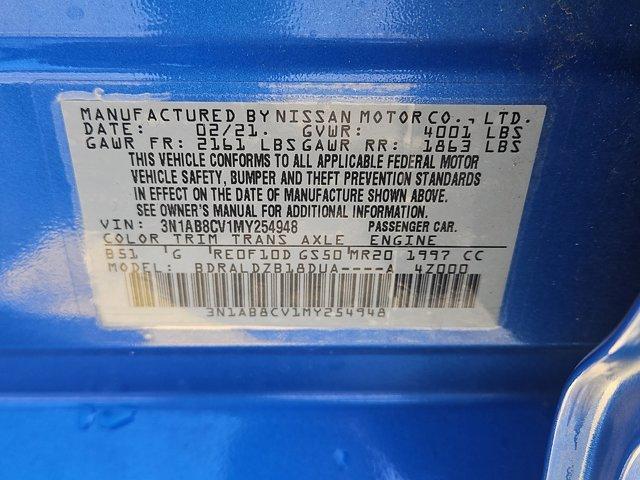 MANUFACTURED BY NISSAN MOTOR CO., LTD.
DATE: 02/21. GVWR: 4001 LBS
GAWR FR: 2161 LBS GAWR RR: 1863 LBS
THIS VEHICLE CONFORMS TO ALL APPLICABLE FEDERAL MOTOR
VEHICLE SAFETY, BUMPER AND THEFT PREVENTION STANDARDS
IN EFFECT ON THE DATE OF MANUFACTURE SHOWN ABOVE.
SEE OWNER'S MANUAL FOR ADDITIONAL INFORMATION.
VIN: 3N1AB8CV1MY254948 PASSENGER CAR.
COLOR TRIM TRANS AXLE ENGINE
B51 G RE0F10D GS50 MR20 1997 CC
MODEL: BDRALDZB18DUA----A 4Z000
3N1AB8CV1MY254948